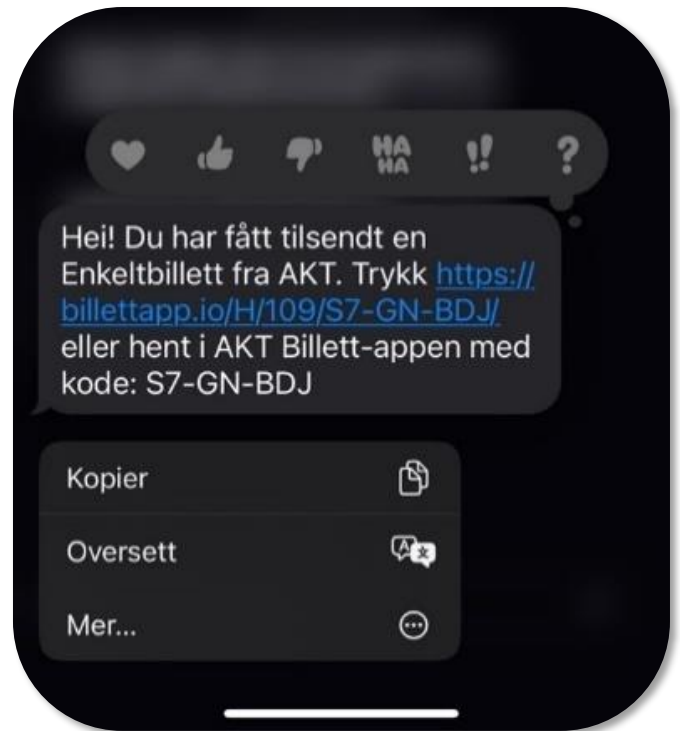 HA
HA
!!
?
Hei! Du har fått tilsendt en
Enkeltbillett fra AKT. Trykk https://
billettapp.io/H/109/S7-GN-BDJ/
eller hent i AKT Billett-appen med
kode: S7-GN-BDJ
Kopier
Oversett
Mer...